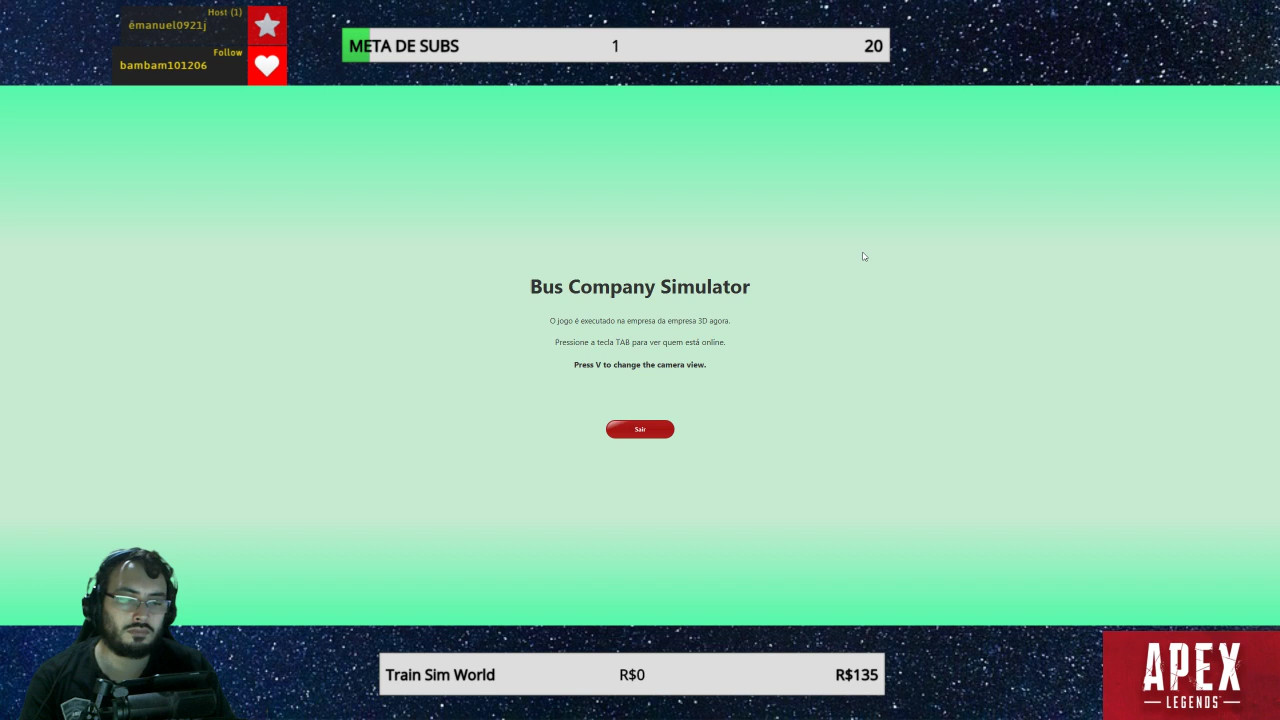 Host (1)
emanuel0921j
Follow
bambam101206
META DE SUBS 1 20
Bus Company Simulator
O jogo é executado na empresa da empresa 3D agora.
Pressione a tecla TAB para ver quem está online.
Press V to change the camera view.
Sair
Train Sim World R$0 R$135
APEX
LEGENDS